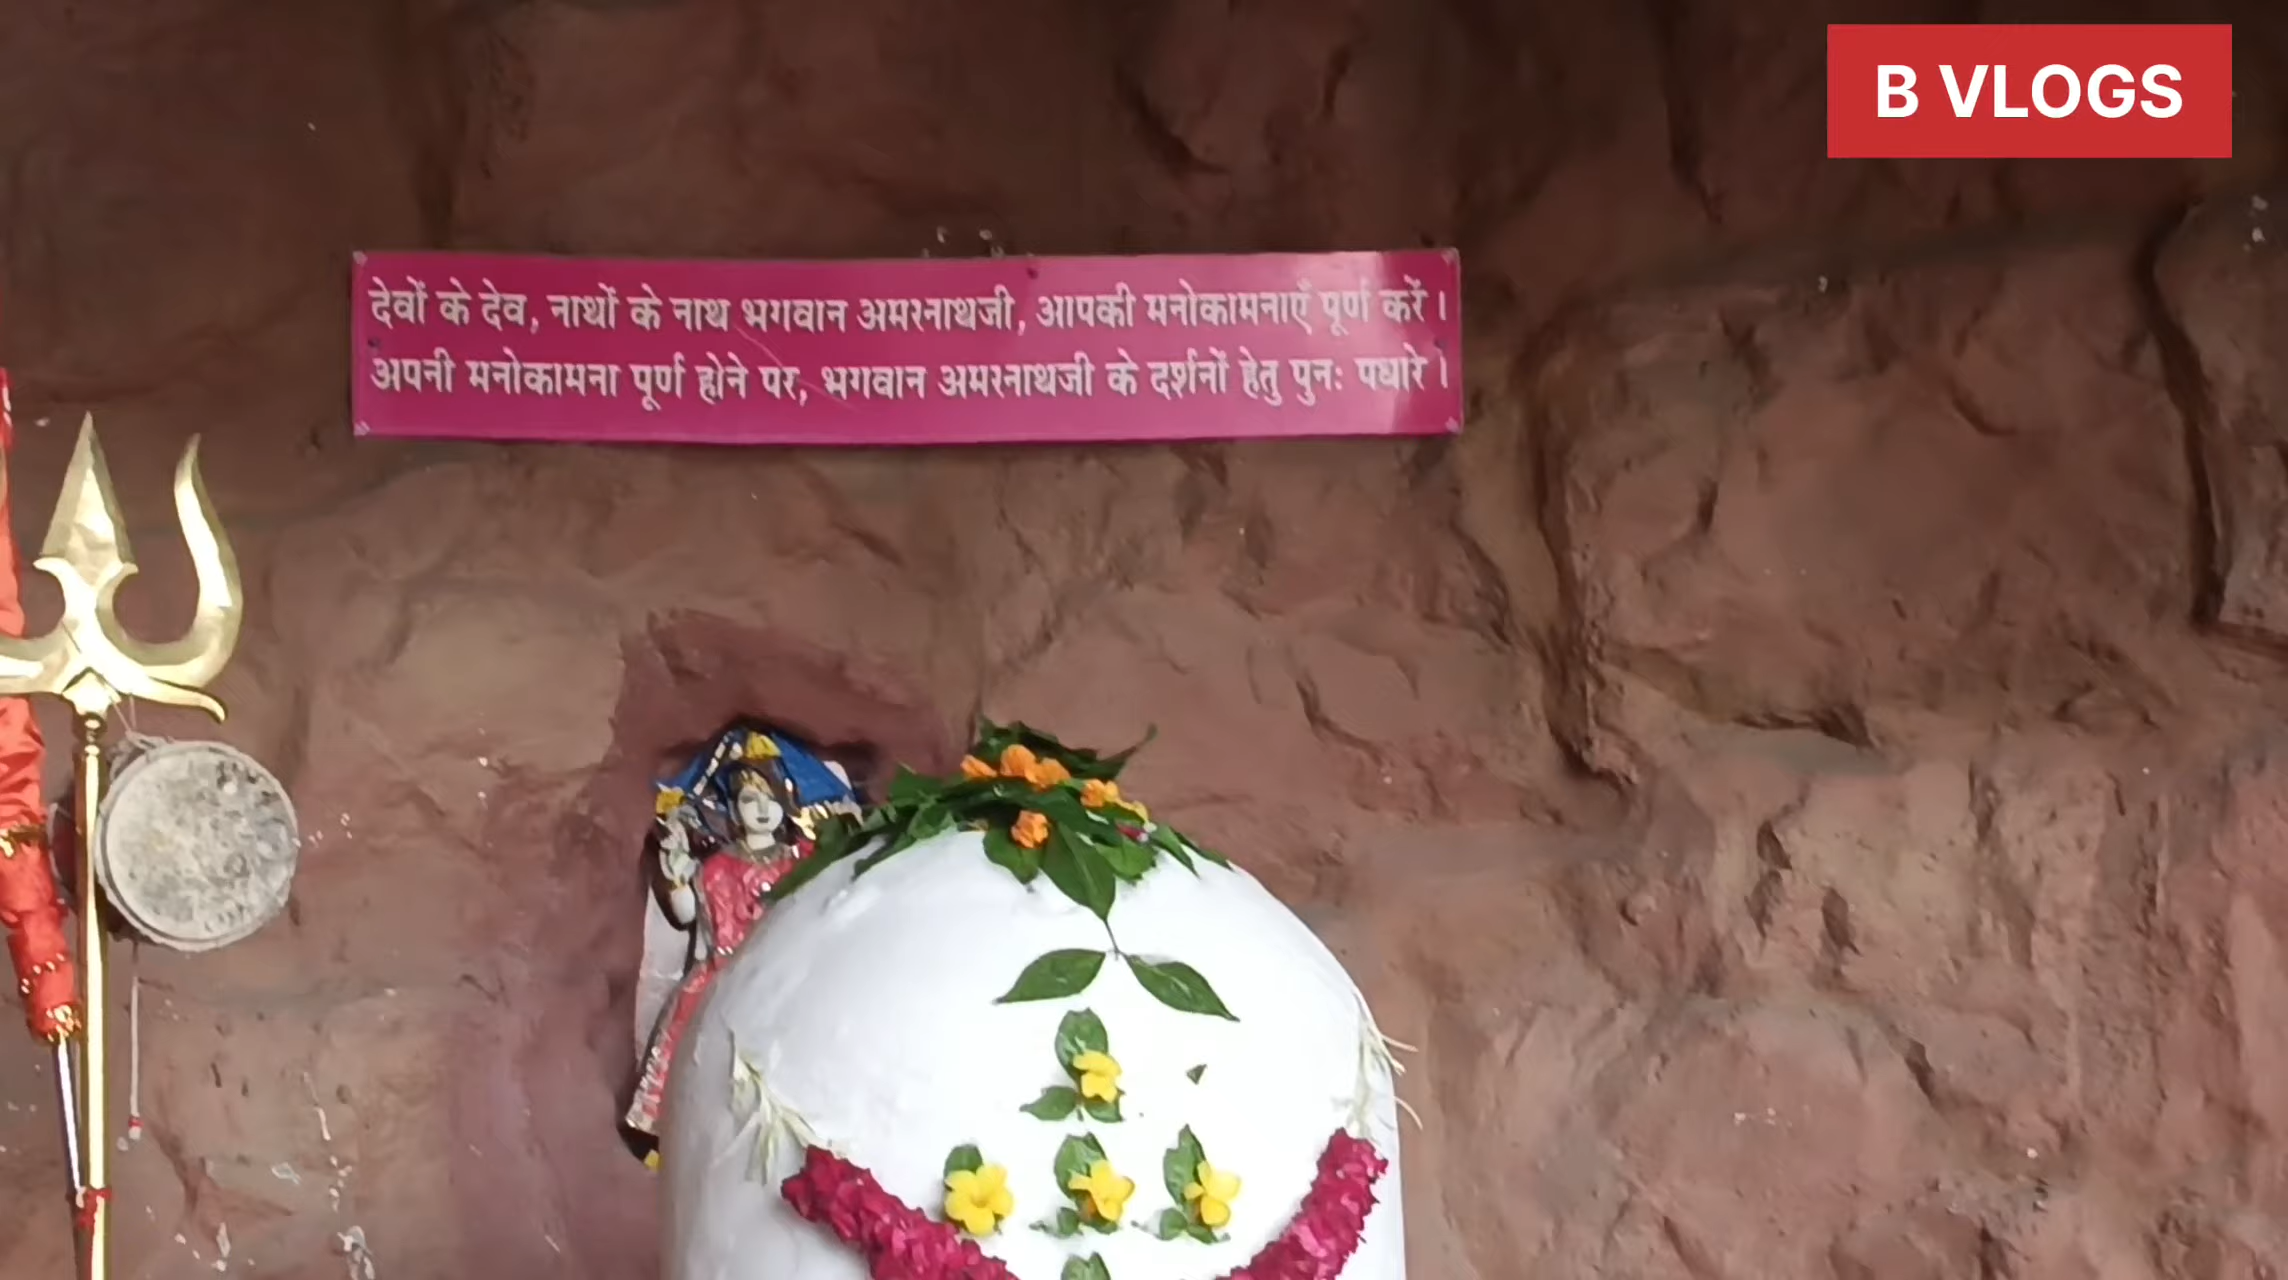 B VLOGS
देवों के देव, नाथों के नाथ भगवान अमरनाथजी, आपकी मनोकामनाएँ पूर्ण करें।
अपनी मनोकामना पूर्ण होने पर, भगवान अमरनाथजी के दर्शनों हेतु पुनः पधारे।